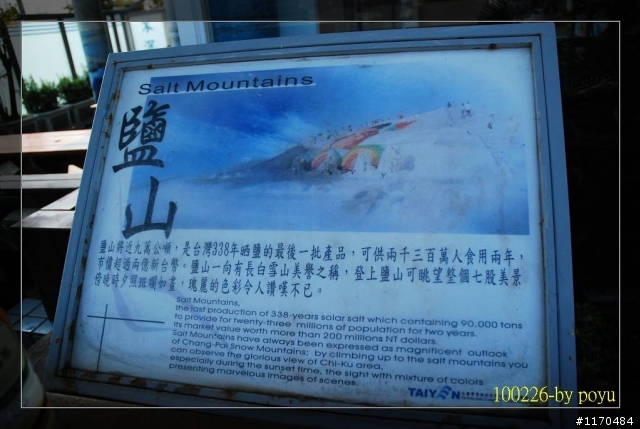 Salt Mountains
鹽山
鹽山將近九萬公噸，是台灣338年晒鹽的最後一批產品，可供兩千三百萬人食用兩年，
市價超過兩億新台幣。鹽山一向有長白雪山美譽之稱，登上鹽山可眺望整個七股美景
傍晚時夕照斑斕如畫，瑰麗的色彩令人讚嘆不已。
Salt Mountains,
the last production of 338-years solar salt which containing 90,000 tons
to provide for twenty-three millions of population for two years.
Its market value worth more than 200 millions NT dollars.
Salt Mountains have always been expressed as magnificent outlook
of Chang-Pai Snow Mountains; by climbing up to the salt mountains you
can observe the glorious view of Chi-Ku area,
especially during the sunset time, the sight with mixture of colors
presenting marvelous images of scenes.
TAIYEN
100226-by poyu
#1170484